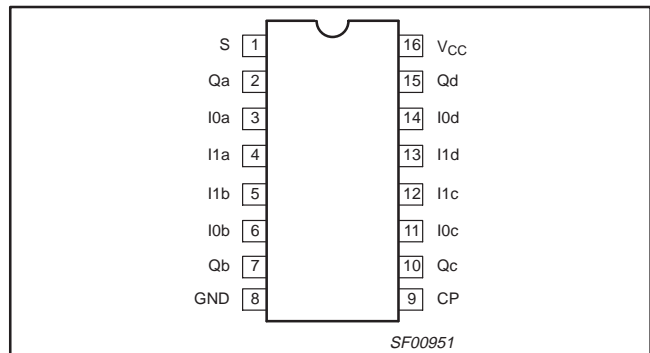 S 1 16 VCC
Qa 2 15 Qd
I0a 3 14 I0d
I1a 4 13 I1d
I1b 5 12 I1c
I0b 6 11 I0c
Qb 7 10 Qc
GND 8 9 CP
SF00951